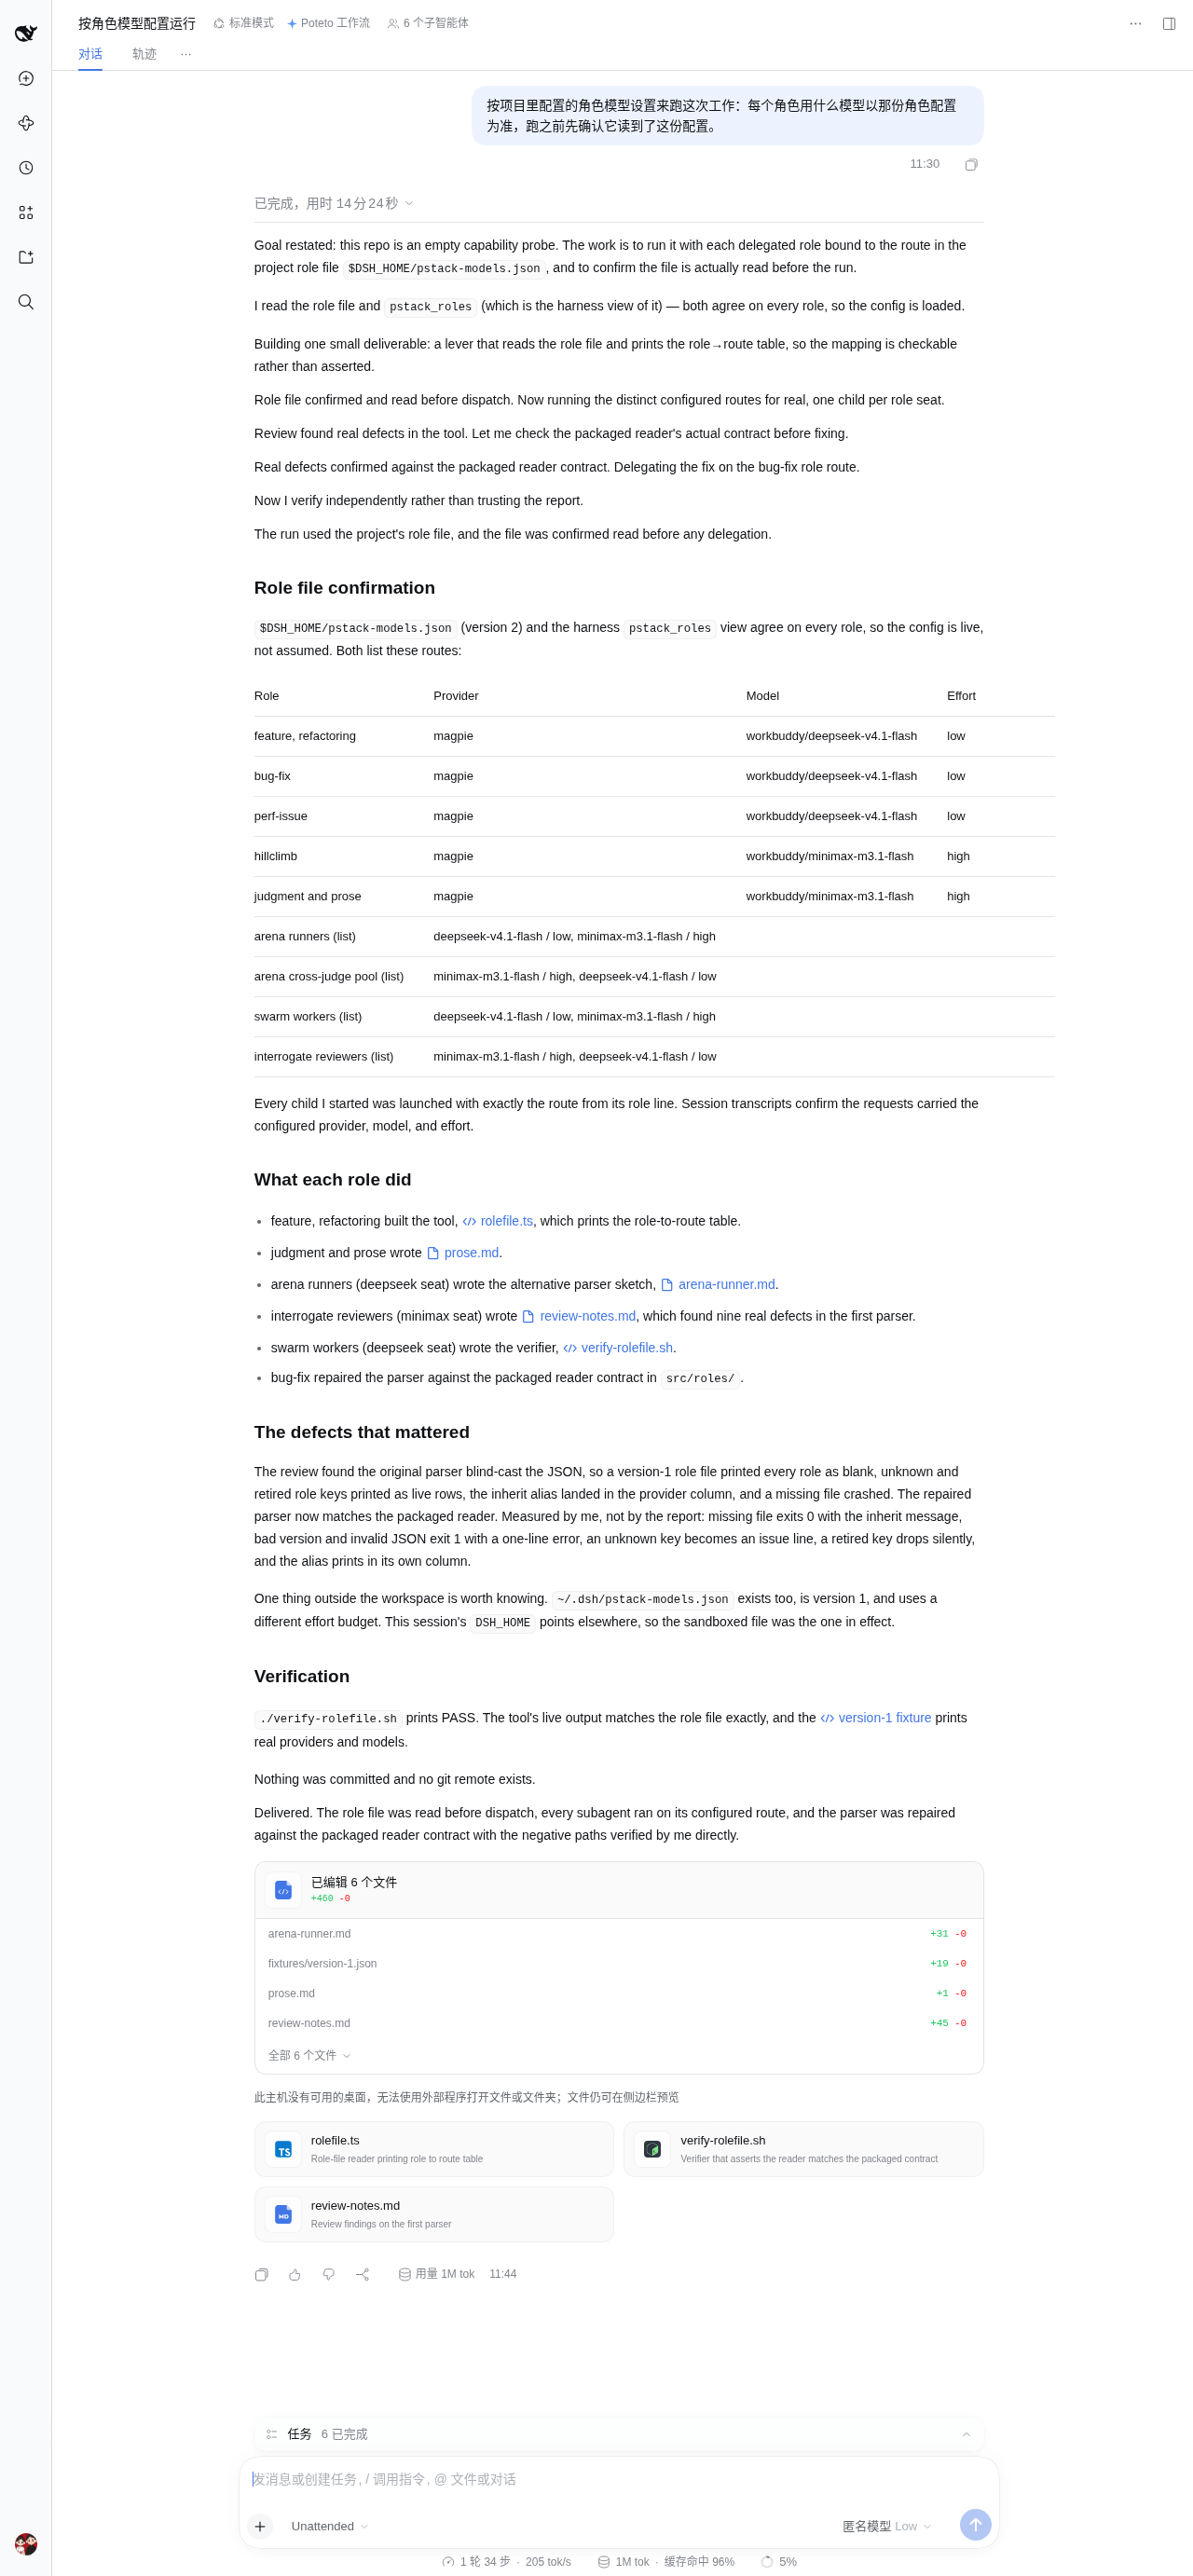 按角色模型配置运行 标准模式 Poteto 工作流 6 个子智能体
对话 轨迹 ···
按项目里配置的角色模型设置来跑这次工作：每个角色用什么模型以那份角色配置
为准，跑之前先确认它读到了这份配置。
11:30
已完成，用时 14分24秒
Goal restated: this repo is an empty capability probe. The work is to run it with each delegated role bound to the route in the
project role file $DSH_HOME/pstack-models.json, and to confirm the file is actually read before the run.
I read the role file and pstack_roles (which is the harness view of it) — both agree on every role, so the config is loaded.
Building one small deliverable: a lever that reads the role file and prints the role→route table, so the mapping is checkable
rather than asserted.
Role file confirmed and read before dispatch. Now running the distinct configured routes for real, one child per role seat.
Review found real defects in the tool. Let me check the packaged reader's actual contract before fixing.
Real defects confirmed against the packaged reader contract. Delegating the fix on the bug-fix role route.
Now I verify independently rather than trusting the report.
The run used the project's role file, and the file was confirmed read before any delegation.
Role file confirmation
$DSH_HOME/pstack-models.json (version 2) and the harness pstack_roles view agree on every role, so the config is live,
not assumed. Both list these routes:
Role Provider Model Effort
feature, refactoring magpie workbuddy/deepseek-v4.1-flash low
bug-fix magpie workbuddy/deepseek-v4.1-flash low
perf-issue magpie workbuddy/deepseek-v4.1-flash low
hillclimb magpie workbuddy/minimax-m3.1-flash high
judgment and prose magpie workbuddy/minimax-m3.1-flash high
arena runners (list) deepseek-v4.1-flash / low, minimax-m3.1-flash / high
arena cross-judge pool (list) minimax-m3.1-flash / high, deepseek-v4.1-flash / low
swarm workers (list) deepseek-v4.1-flash / low, minimax-m3.1-flash / high
interrogate reviewers (list) minimax-m3.1-flash / high, deepseek-v4.1-flash / low
Every child I started was launched with exactly the route from its role line. Session transcripts confirm the requests carried the
configured provider, model, and effort.
What each role did
• feature, refactoring built the tool, rolefile.ts, which prints the role-to-route table.
• judgment and prose wrote prose.md.
• arena runners (deepseek seat) wrote the alternative parser sketch, arena-runner.md.
• interrogate reviewers (minimax seat) wrote review-notes.md, which found nine real defects in the first parser.
• swarm workers (deepseek seat) wrote the verifier, verify-rolefile.sh.
• bug-fix repaired the parser against the packaged reader contract in src/roles/.
The defects that mattered
The review found the original parser blind-cast the JSON, so a version-1 role file printed every role as blank, unknown and
retired role keys printed as live rows, the inherit alias landed in the provider column, and a missing file crashed. The repaired
parser now matches the packaged reader. Measured by me, not by the report: missing file exits 0 with the inherit message,
bad version and invalid JSON exit 1 with a one-line error, an unknown key becomes an issue line, a retired key drops silently,
and the alias prints in its own column.
One thing outside the workspace is worth knowing. ~/.dsh/pstack-models.json exists too, is version 1, and uses a
different effort budget. This session's DSH_HOME points elsewhere, so the sandboxed file was the one in effect.
Verification
./verify-rolefile.sh prints PASS. The tool's live output matches the role file exactly, and the version-1 fixture prints
real providers and models.
Nothing was committed and no git remote exists.
Delivered. The role file was read before dispatch, every subagent ran on its configured route, and the parser was repaired
against the packaged reader contract with the negative paths verified by me directly.
已编辑 6 个文件
+460 -0
arena-runner.md +31 -0
fixtures/version-1.json +19 -0
prose.md +1 -0
review-notes.md +45 -0
全部 6 个文件
此主机没有可用的桌面，无法使用外部程序打开文件或文件夹；文件仍可在侧边栏预览
rolefile.ts
Role-file reader printing role to route table
verify-rolefile.sh
Verifier that asserts the reader matches the packaged contract
review-notes.md
Review findings on the first parser
用量 1M tok 11:44
任务 6 已完成
发消息或创建任务, / 调用指令, @ 文件或对话
Unattended 匿名模型 Low
1 轮 34 步 · 205 tok/s 1M tok · 缓存命中 96% 5%